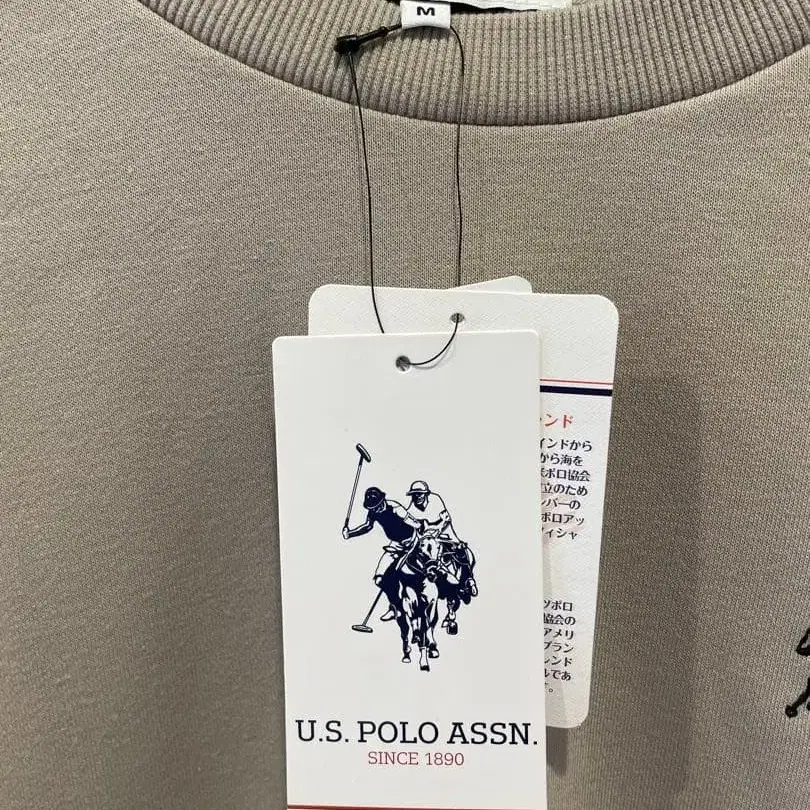 M
U.S. POLO ASSN.
SINCE 1890
ンド
インドから
から海を
ポロ協会
立のため
ンバーの
ポロアッ
ィシャ
ツポロ
協会の
アメリ
ブラン
レンド
ルであ
す。